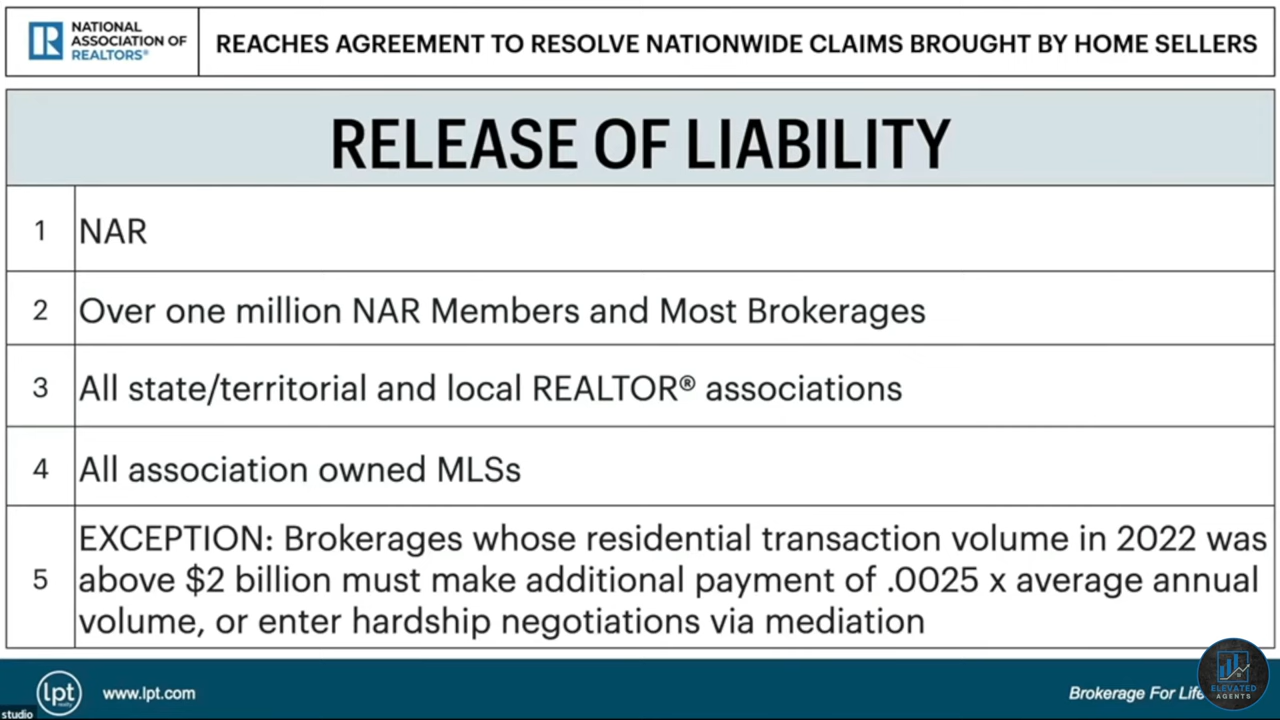 NATIONAL
ASSOCIATION OF
REALTORS®
REACHES AGREEMENT TO RESOLVE NATIONWIDE CLAIMS BROUGHT BY HOME SELLERS
RELEASE OF LIABILITY
1 NAR
2 Over one million NAR Members and Most Brokerages
3 All state/territorial and local REALTOR® associations
4 All association owned MLSs
5 EXCEPTION: Brokerages whose residential transaction volume in 2022 was
above $2 billion must make additional payment of .0025 x average annual
volume, or enter hardship negotiations via mediation
lpt
realty
www.lpt.com
Brokerage For Life
ELEVATED
AGENTS
studio